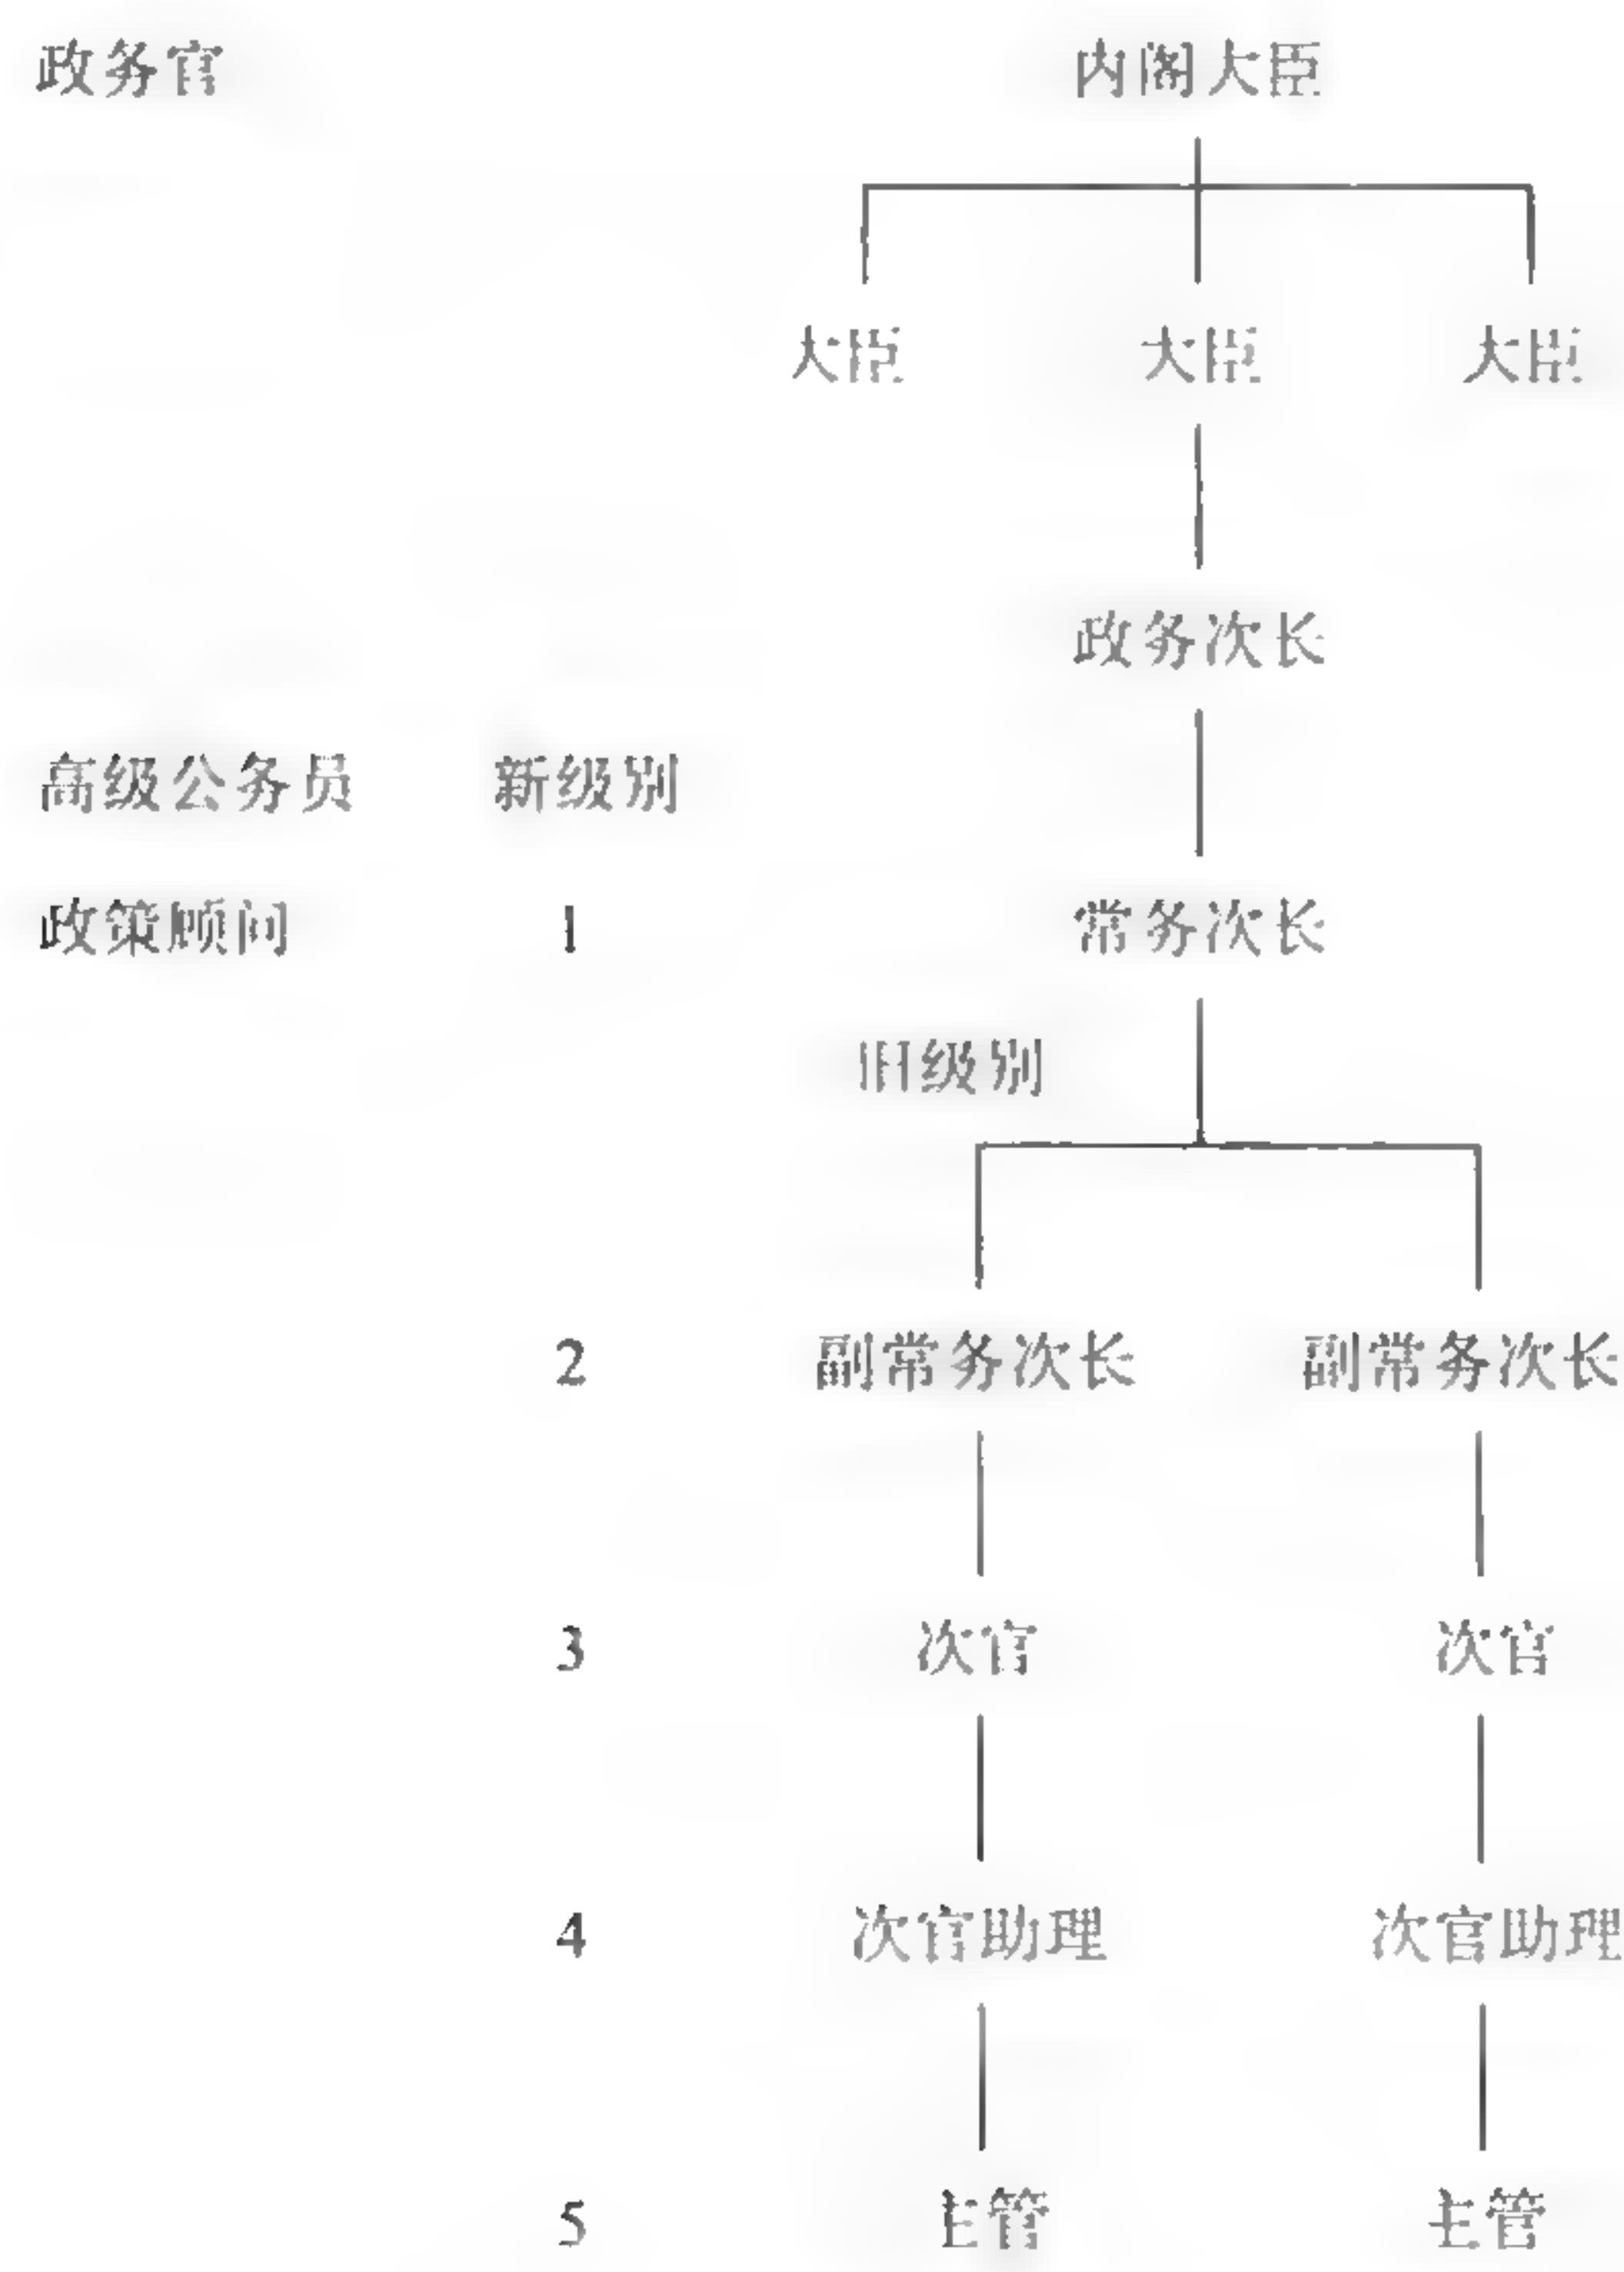 政务官 内阁大臣
大臣 大臣 大臣
政务次长
高级公务员 新级别
政策顾问 1 常务次长
旧级别
2 副常务次长 副常务次长
3 次官 次官
4 次官助理 次官助理
5 主管 主管